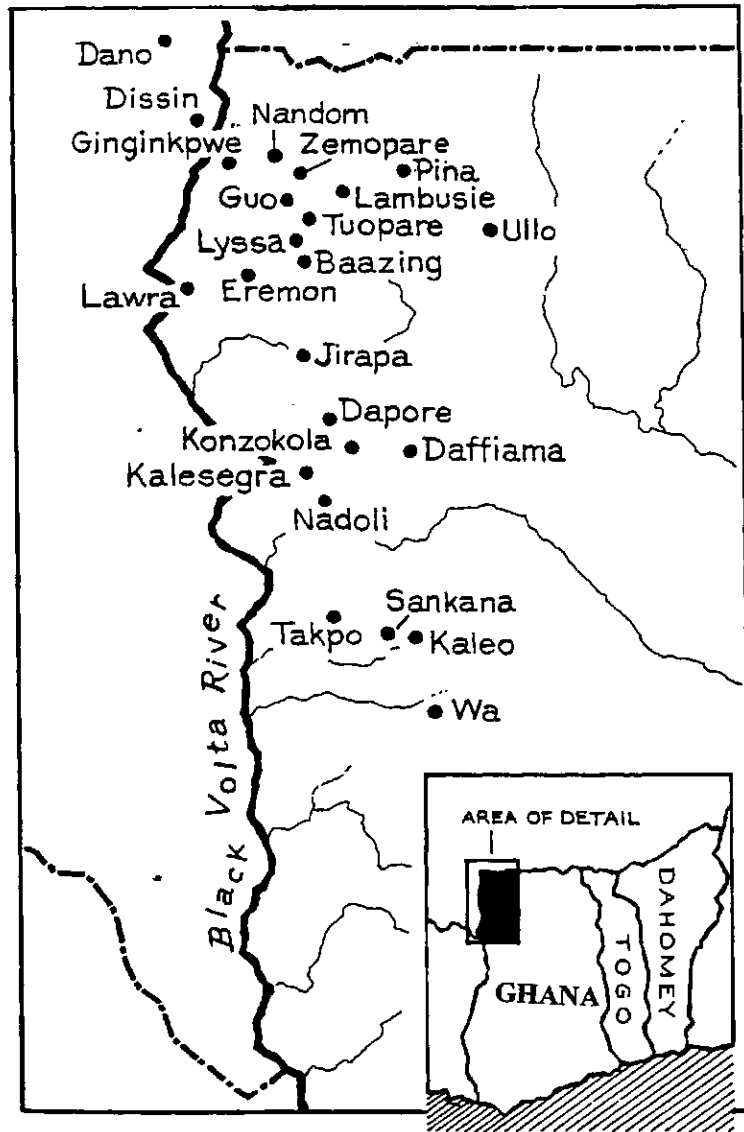 Dano
Dissin
Nandom
Ginginkpwe
Zemopare
Pina
Guo
Lambusie
Tuopare
Ullo
Lyssa
Baazing
Lawra
Eremon
Jirapa
Dapore
Konzokola
Daffiama
Kalesegra
Nadoli
Sankana
Takpo
Kaleo
Wa
Black Volta River
AREA OF DETAIL
GHANA
TOGO
DAHOMEY